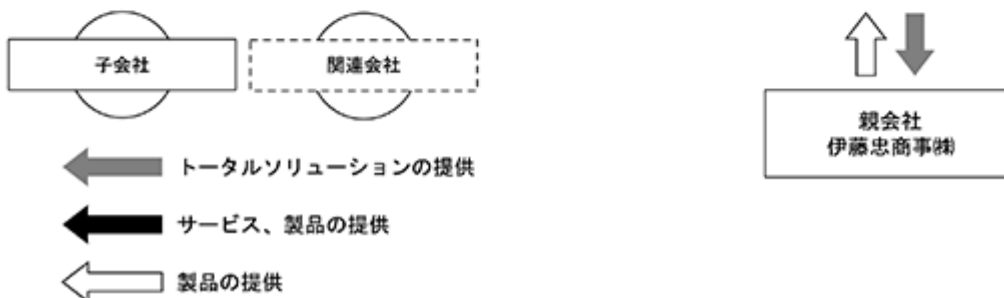 子会社
関連会社
親会社
伊藤忠商事㈱
トータルソリューションの提供
サービス、製品の提供
製品の提供